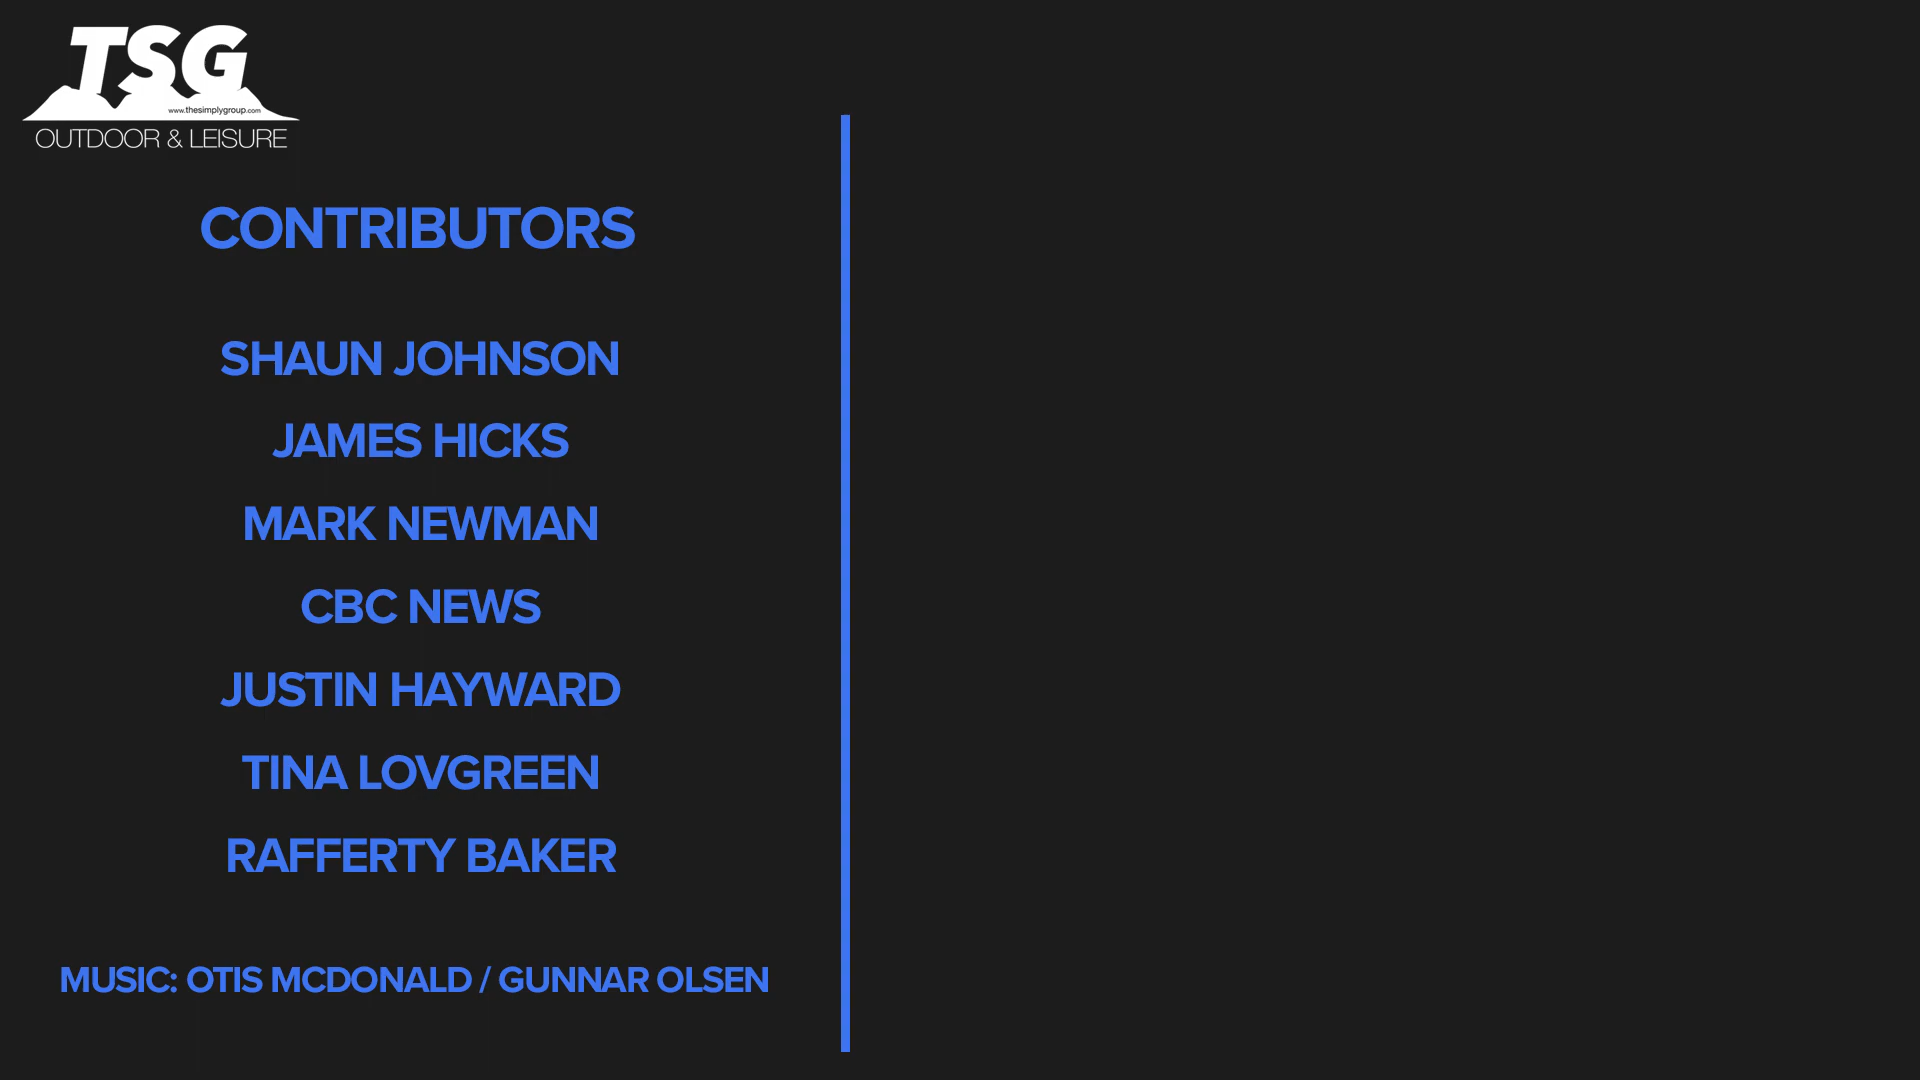 TSG
www.thesimplygroup.com
OUTDOOR & LEISURE
CONTRIBUTORS
SHAUN JOHNSON
JAMES HICKS
MARK NEWMAN
CBC NEWS
JUSTIN HAYWARD
TINA LOVGREEN
RAFFERTY BAKER
MUSIC: OTIS MCDONALD / GUNNAR OLSEN